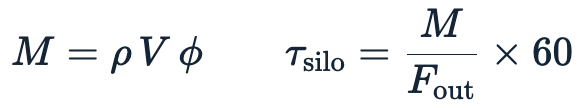 M = ρ V ϕ  τ_silo = M / F_out × 60